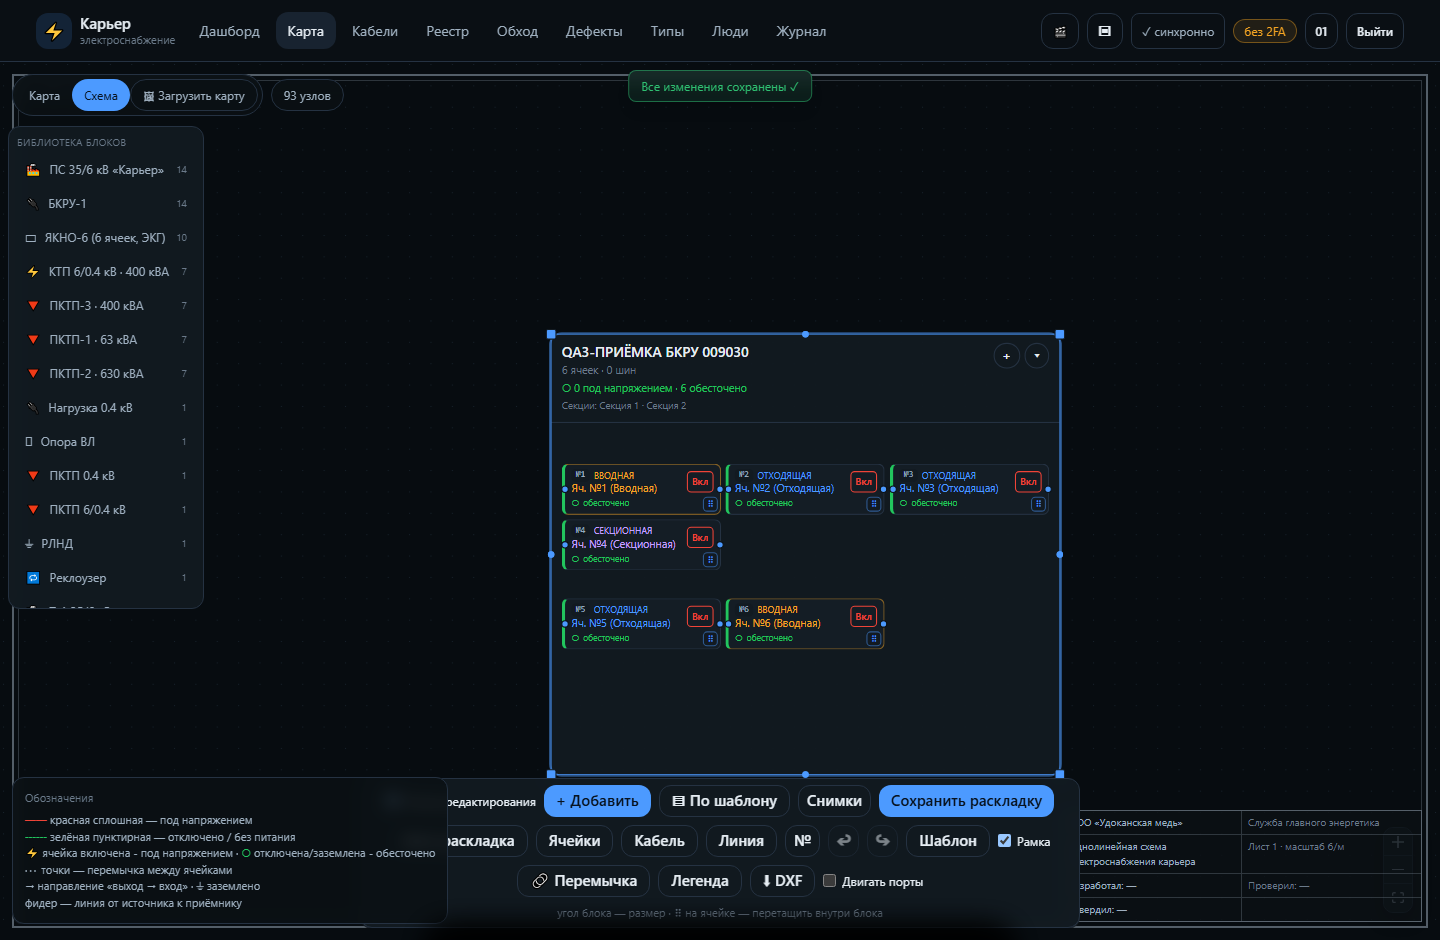 Карьер
электроснабжение
Дашборд
Карта
Кабели
Реестр
Обход
Дефекты
Типы
Люди
Журнал
✓ синхронно
без 2FA
01
Выйти
Карта
Схема
Загрузить карту
93 узлов
Все изменения сохранены ✓
БИБЛИОТЕКА БЛОКОВ
ПС 35/6 кВ «Карьер» 14
БКРУ-1 14
ЯКНО-6 (6 ячеек, ЭКГ) 10
КТП 6/0.4 кВ · 400 кВА 7
ПКТП-3 · 400 кВА 7
ПКТП-1 · 63 кВА 7
ПКТП-2 · 630 кВА 7
Нагрузка 0.4 кВ 1
Опора ВЛ 1
ПКТП 0.4 кВ 1
ПКТП 6/0.4 кВ 1
РЛНД 1
Реклоузер 1
QA3-ПРИЁМКА БКРУ 009030
6 ячеек · 0 шин
0 под напряжением · 6 обесточено
Секции: Секция 1 · Секция 2
№1 ВВОДНАЯ
Яч. №1 (Вводная)
обесточено
Вкл
№2 ОТХОДЯЩАЯ
Яч. №2 (Отходящая)
обесточено
Вкл
№3 ОТХОДЯЩАЯ
Яч. №3 (Отходящая)
обесточено
Вкл
№4 СЕКЦИОННАЯ
Яч. №4 (Секционная)
обесточено
Вкл
№5 ОТХОДЯЩАЯ
Яч. №5 (Отходящая)
обесточено
Вкл
№6 ВВОДНАЯ
Яч. №6 (Вводная)
обесточено
Вкл
Обозначения
красная сплошная — под напряжением
зелёная пунктирная — отключено / без питания
ячейка включена - под напряжением · отключена/заземлена - обесточено
точки — перемычка между ячейками
→ направление «выход → вход» · ⏚ заземлено
фидер — линия от источника к приёмнику
редактирования
+ Добавить
По шаблону
Снимки
Сохранить раскладку
раскладка
Ячейки
Кабель
Линия
№
Шаблон
Рамка
Перемычка
Легенда
⬇ DXF
Двигать порты
угол блока — размер · ⠿ на ячейке — перетащить внутри блока
ОО «Удоканская медь»
Служба главного энергетика
днолинейная схема
ектроснабжения карьера
Лист 1 · масштаб б/м
зработал: —
Проверил: —
вердил: —